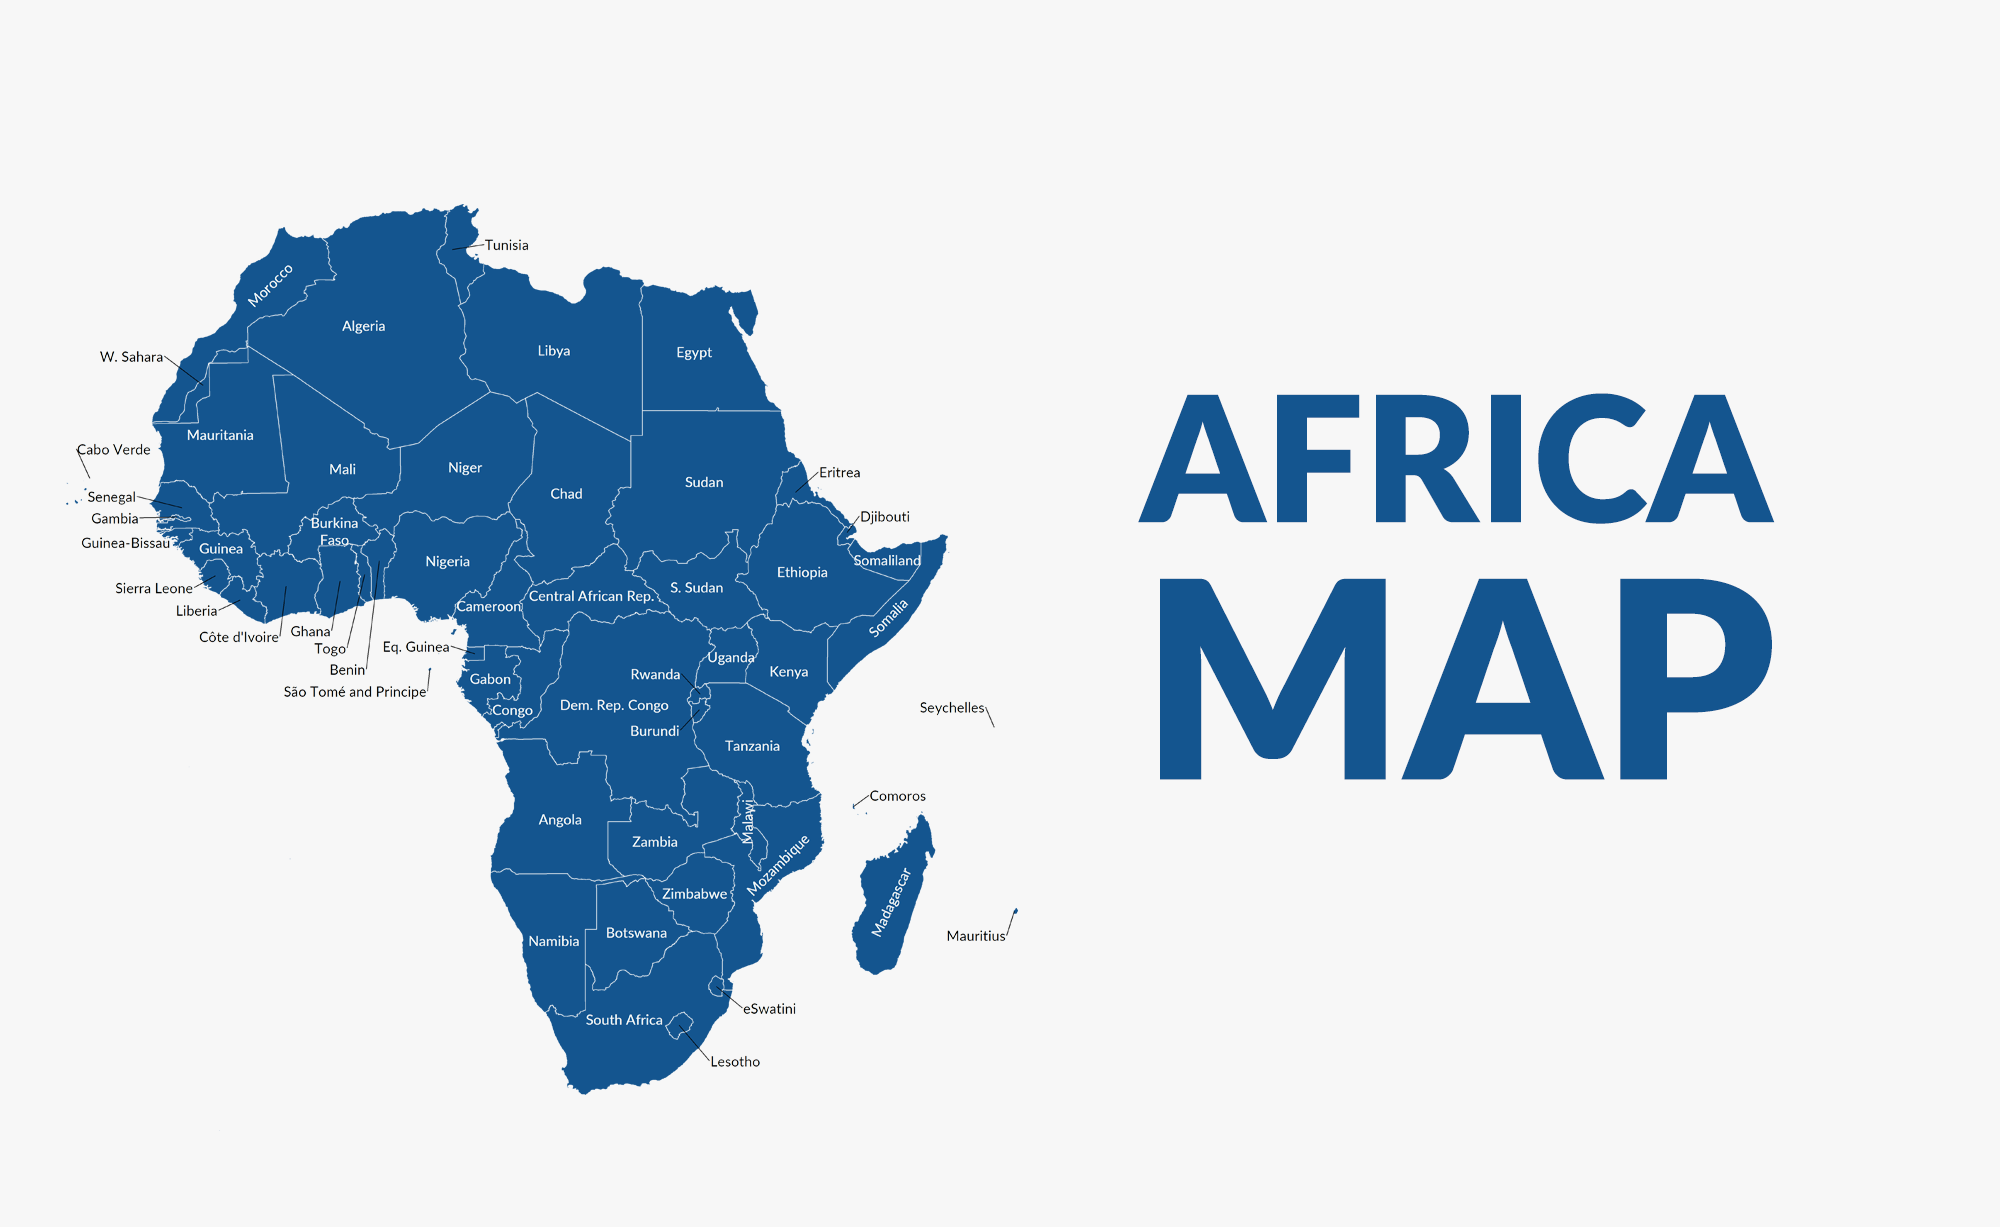 Tunisia
Morocco
Algeria
Libya
Egypt
W. Sahara
Mauritania
Cabo Verde
Mali
Niger
Chad
Sudan
Eritrea
Senegal
Gambia
Djibouti
Burkina
Faso
Guinea-Bissau
Guinea
Nigeria
Ethiopia
Somaliland
Sierra Leone
Liberia
Central African Rep.
S. Sudan
Cameroon
Somalia
Côte d'Ivoire
Ghana
Togo
Benin
Eq. Guinea
São Tomé and Principe
Gabon
Uganda
Kenya
Rwanda
Congo
Dem. Rep. Congo
Burundi
Seychelles
Tanzania
Comoros
Angola
Zambia
Malawi
Mozambique
Zimbabwe
Madagascar
Namibia
Botswana
Mauritius
eSwatini
South Africa
Lesotho
AFRICA
MAP